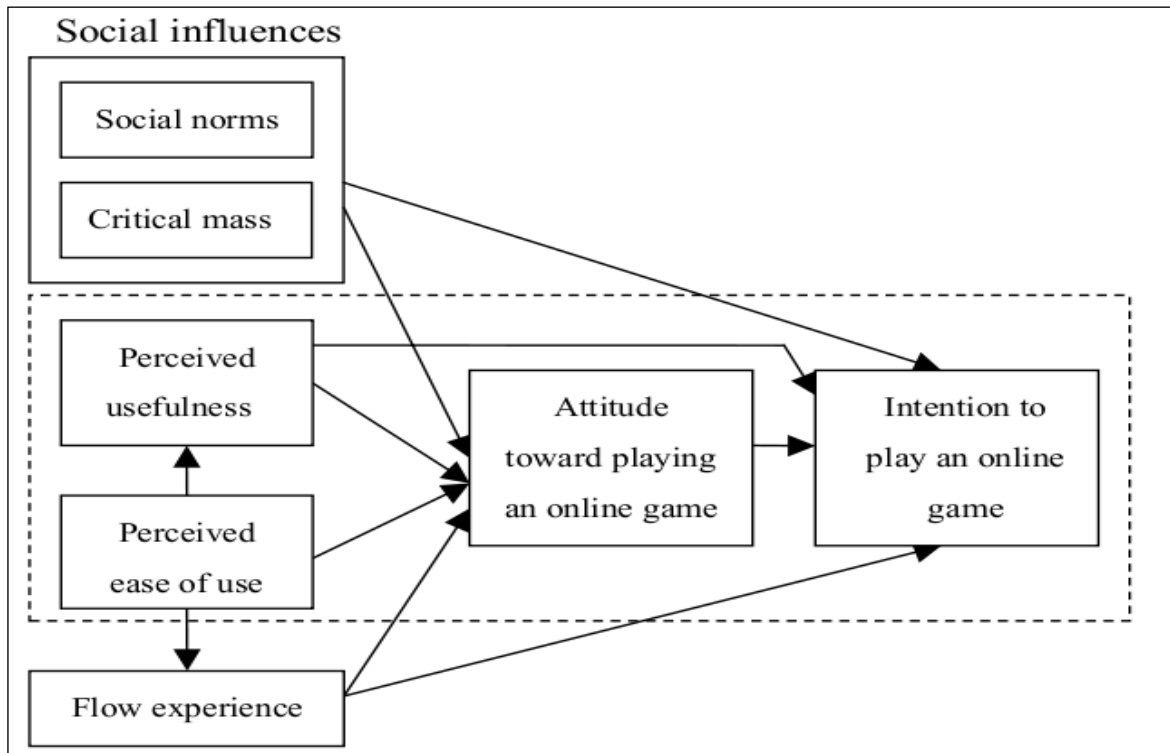 Social influences
Social norms
Critical mass
Perceived
usefulness
Perceived
ease of use
Flow experience
Attitude
toward playing
an online game
Intention to
play an online
game